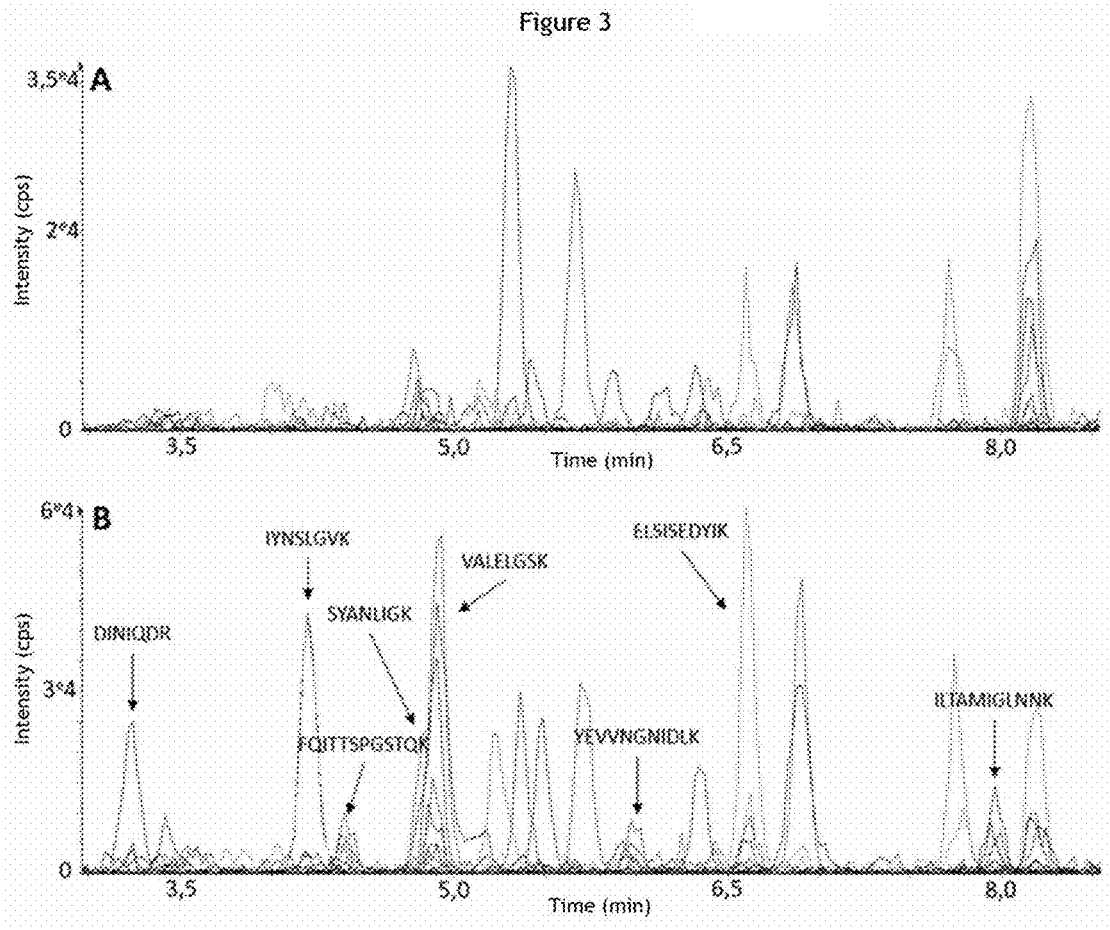 Figure 3
3,5*4
A
Intensity (cps)
2*4
0
3,5
5,0
6,5
8,0
Time (min)
6*4
B
IYNSLGVK
ELSISEDYIK
VALELGSK
SYANLIGK
DINIQDR
Intensity (cps)
3*4
ILTAMIGLNNK
FQITTSPGSTQK
YEVVNGNIDLK
0
3,5
5,0
6,5
8,0
Time (min)